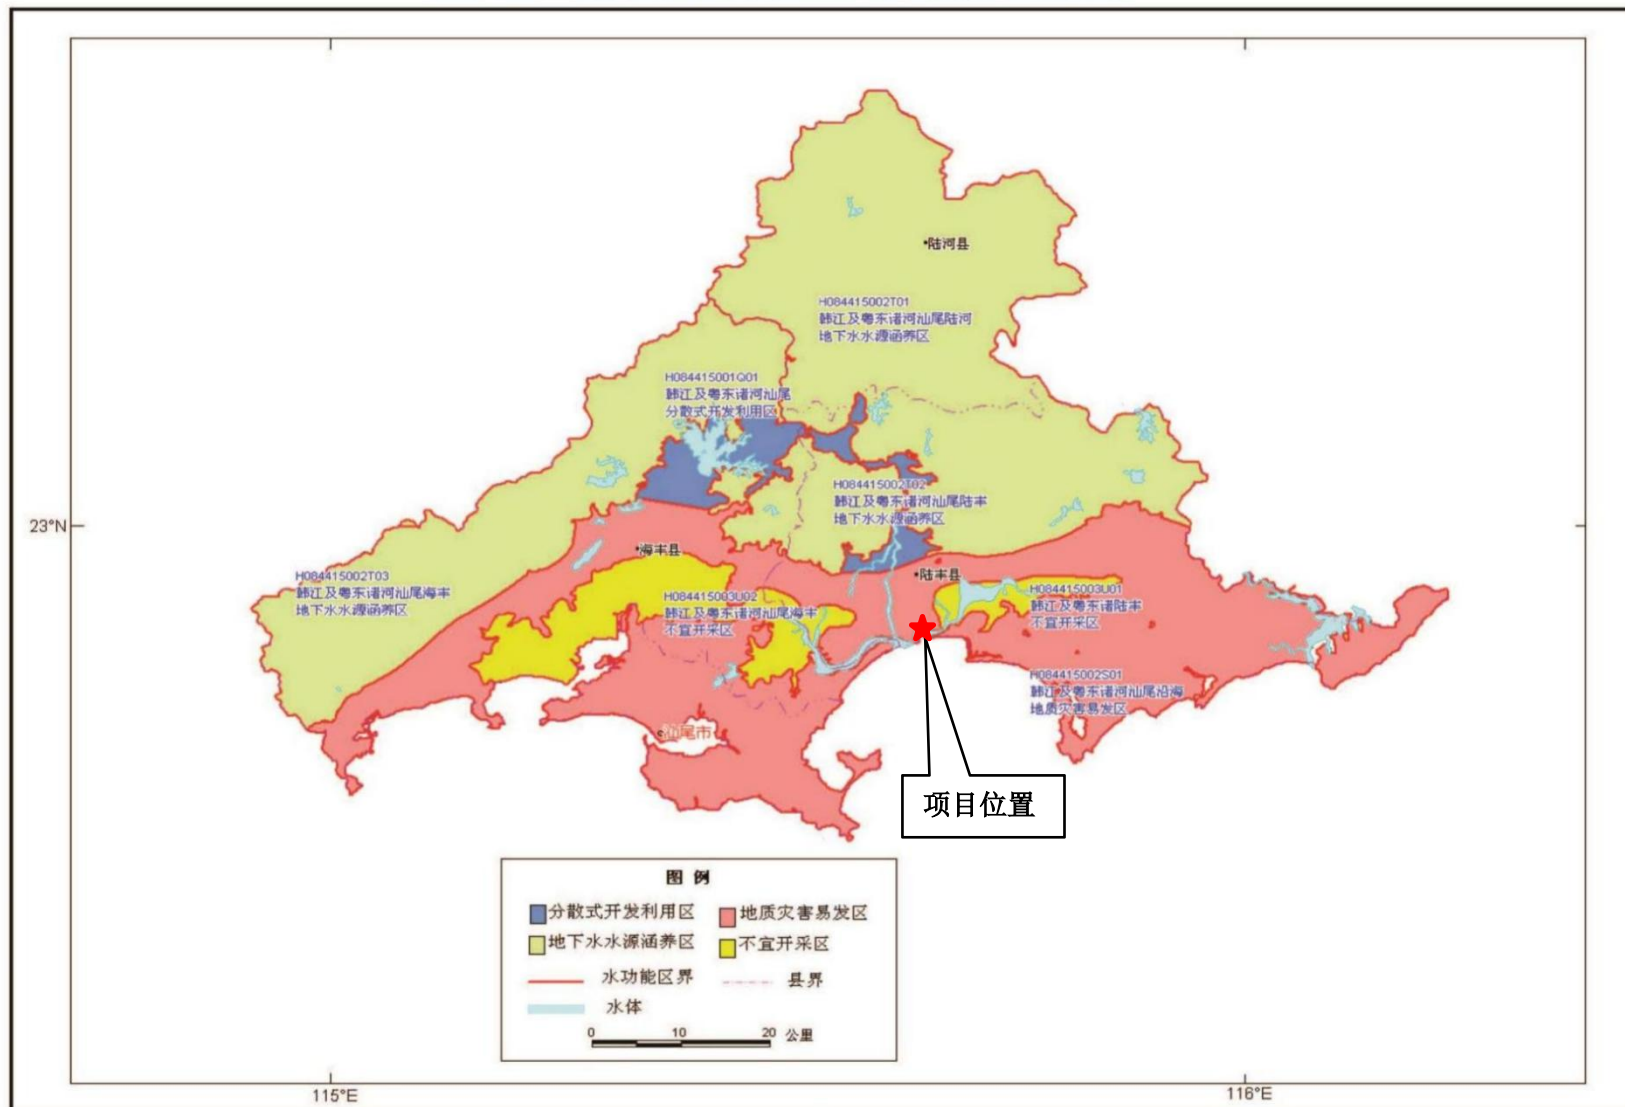 陆河县
H084415002T01
韩江及粤东诸河汕尾陆河
地下水水源涵养区
H084415001Q01
韩江及粤东诸河汕尾
分散式开发利用区
H084415002T02
韩江及粤东诸河汕尾陆丰
地下水水源涵养区
23°N
海丰县
陆丰县
H084415002T03
韩江及粤东诸河汕尾海丰
地下水水源涵养区
H084415003U02
韩江及粤东诸河汕尾海丰
不宜开采区
H084415003U01
韩江及粤东诸陆丰
不宜开采区
H084415002S01
韩江及粤东诸河汕尾沿海
地质灾害易发区
汕尾市
项目位置
图 例
分散式开发利用区
地质灾害易发区
地下水水源涵养区
不宜开采区
水功能区界
县界
水体
0 10 20 公里
115°E
116°E